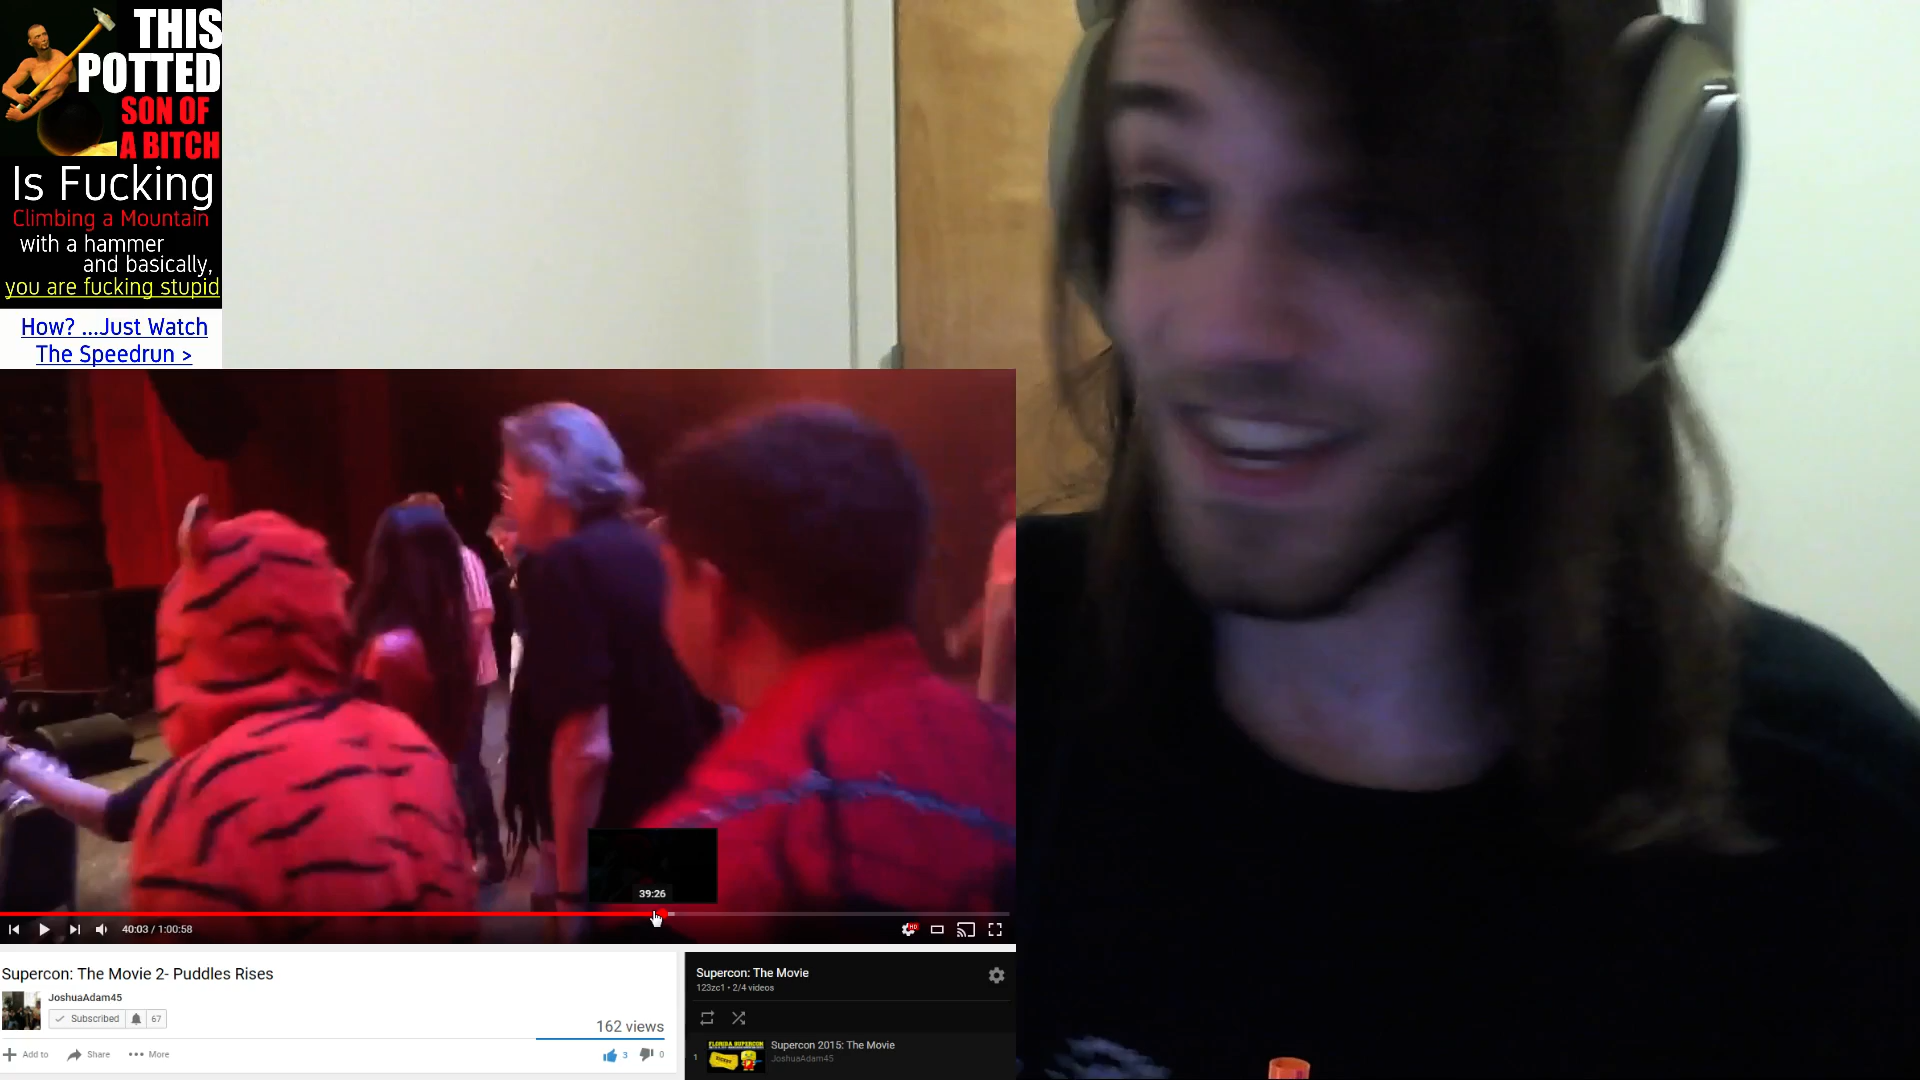 THIS
POTTED
SON OF
A BITCH
Is Fucking
Climbing a Mountain
with a hammer
and basically,
you are fucking stupid
How? ...Just Watch
The Speedrun >
39:26
40:03 / 1:00:58
HD
Supercon: The Movie 2- Puddles Rises
JoshuaAdam45
Subscribed 67
162 views
Add to Share More 3 0
Supercon: The Movie
123zc1 • 2/4 videos
1
FLORIDA SUPERCON
Supercon 2015: The Movie
JoshuaAdam45